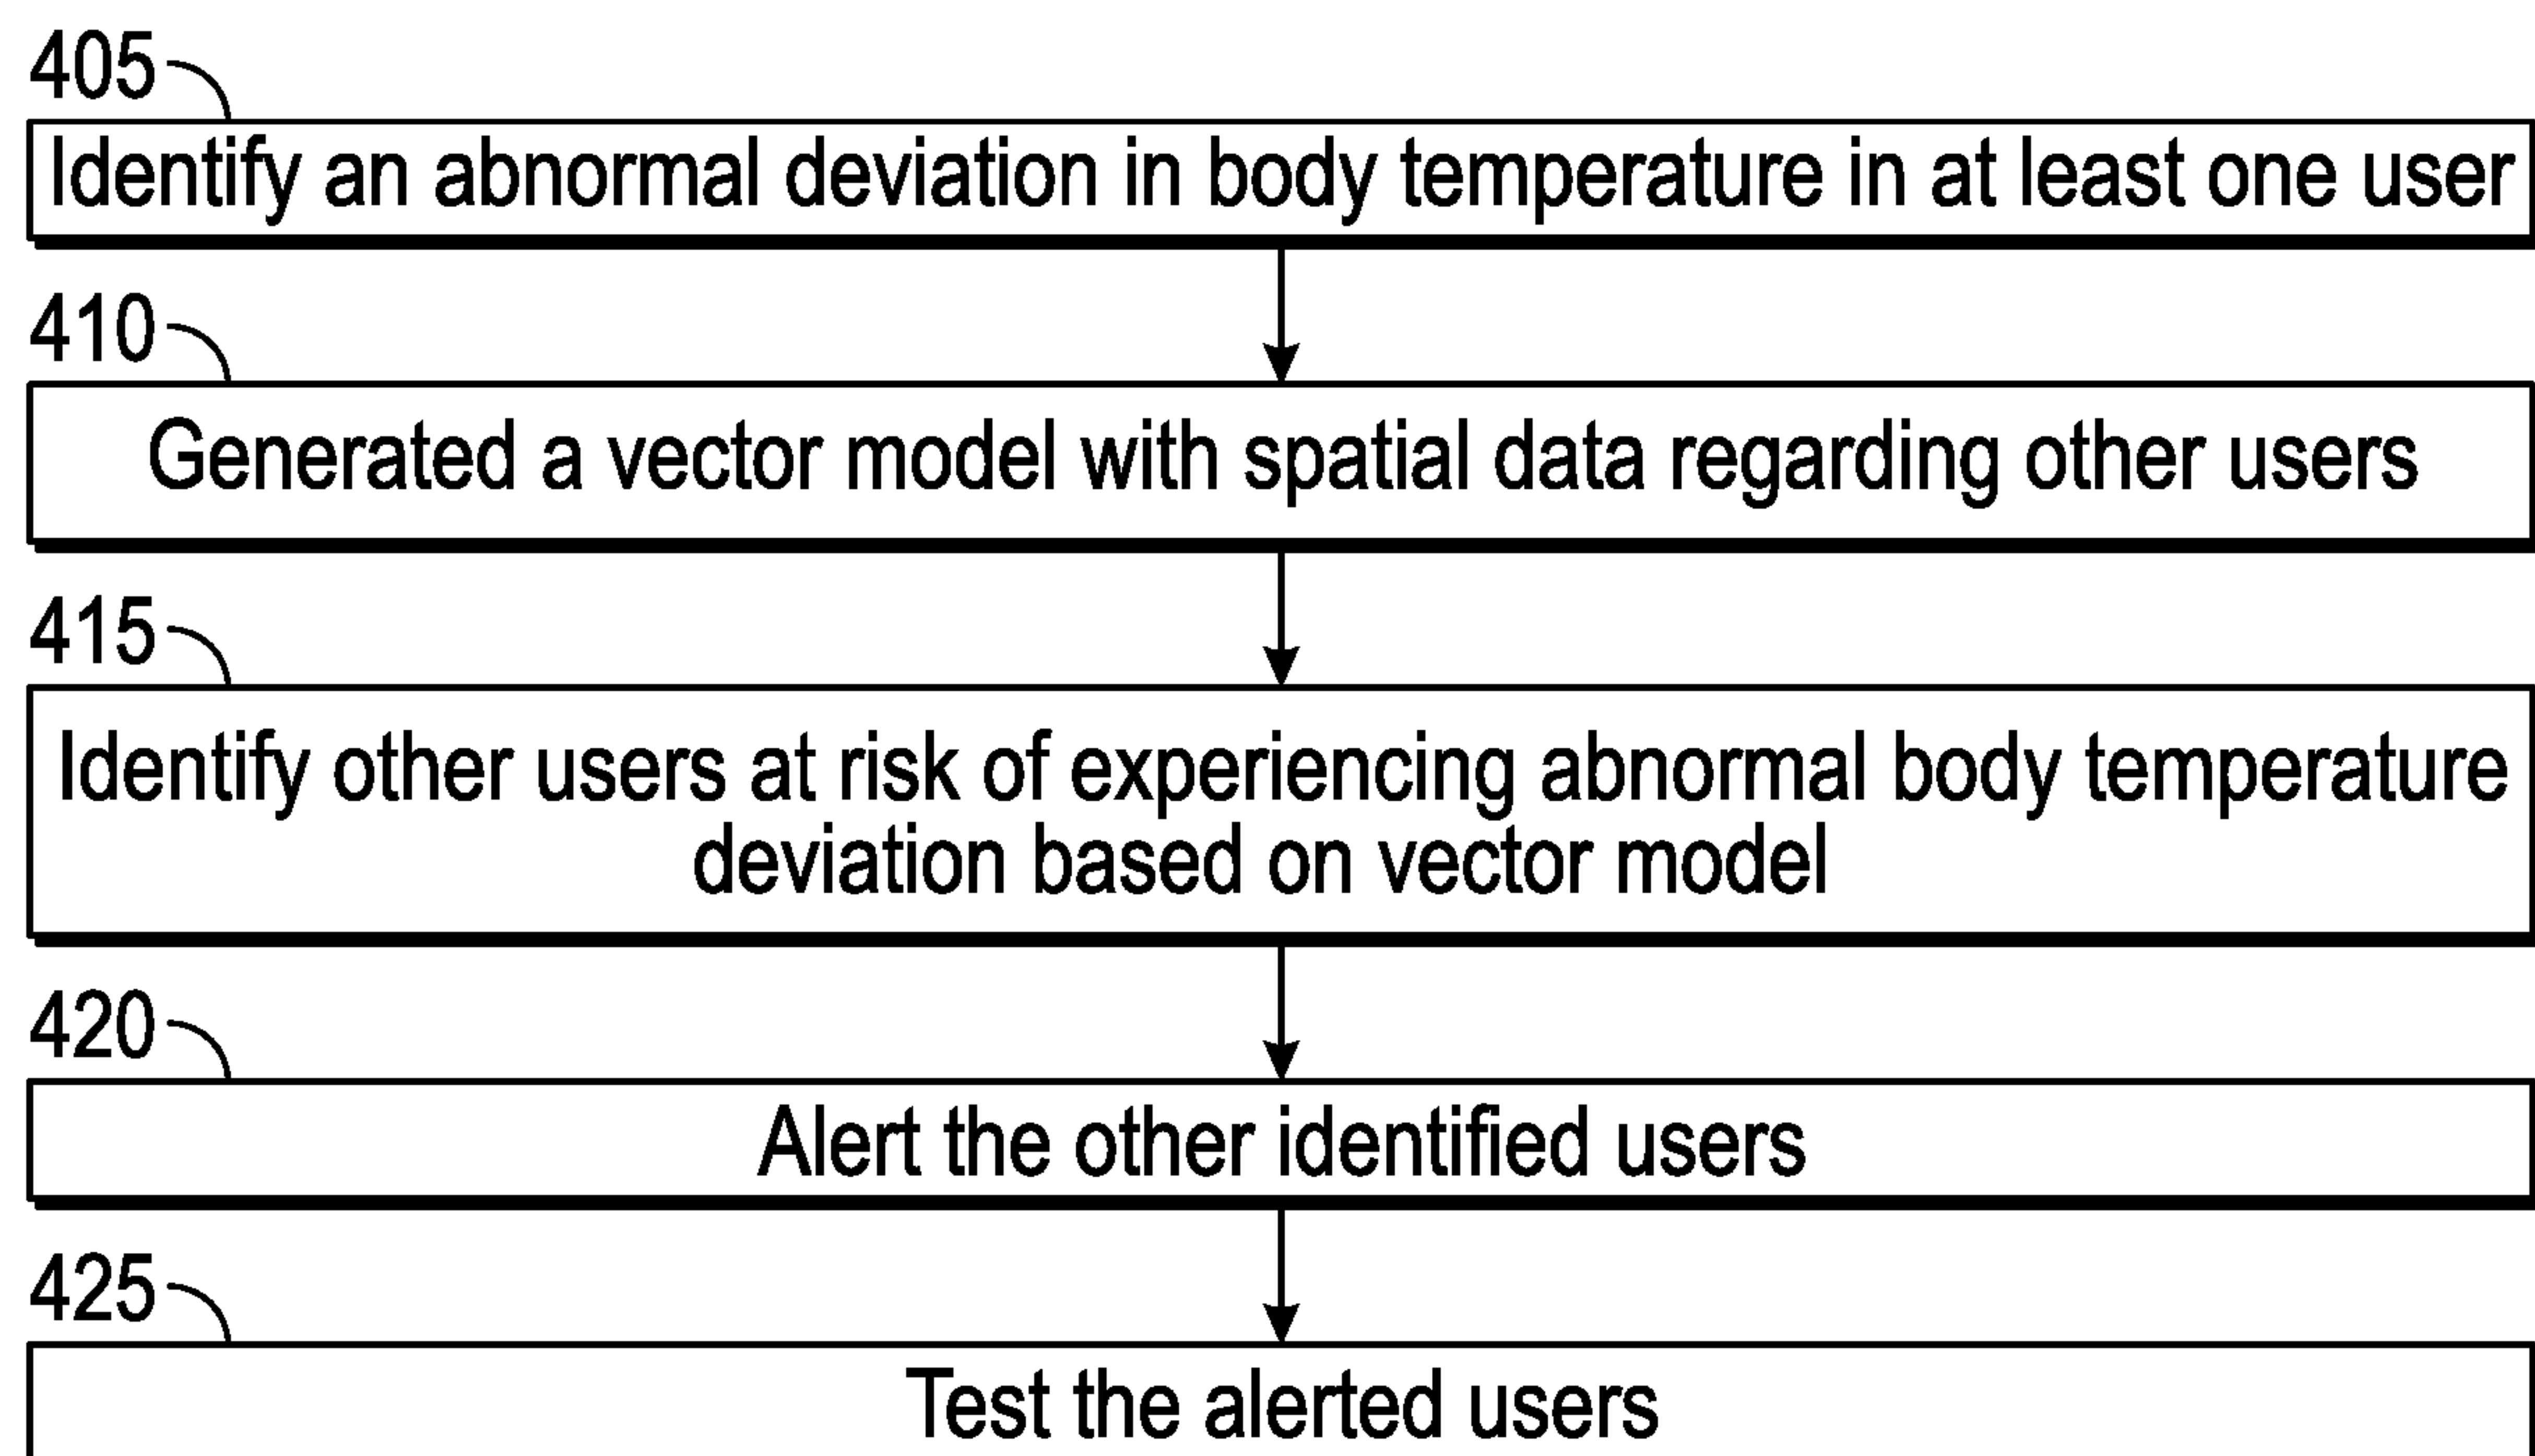 405
Identify an abnormal deviation in body temperature in at least one user
410
Generated a vector model with spatial data regarding other users
415
Identify other users at risk of experiencing abnormal body temperature
deviation based on vector model
420
Alert the other identified users
425
Test the alerted users